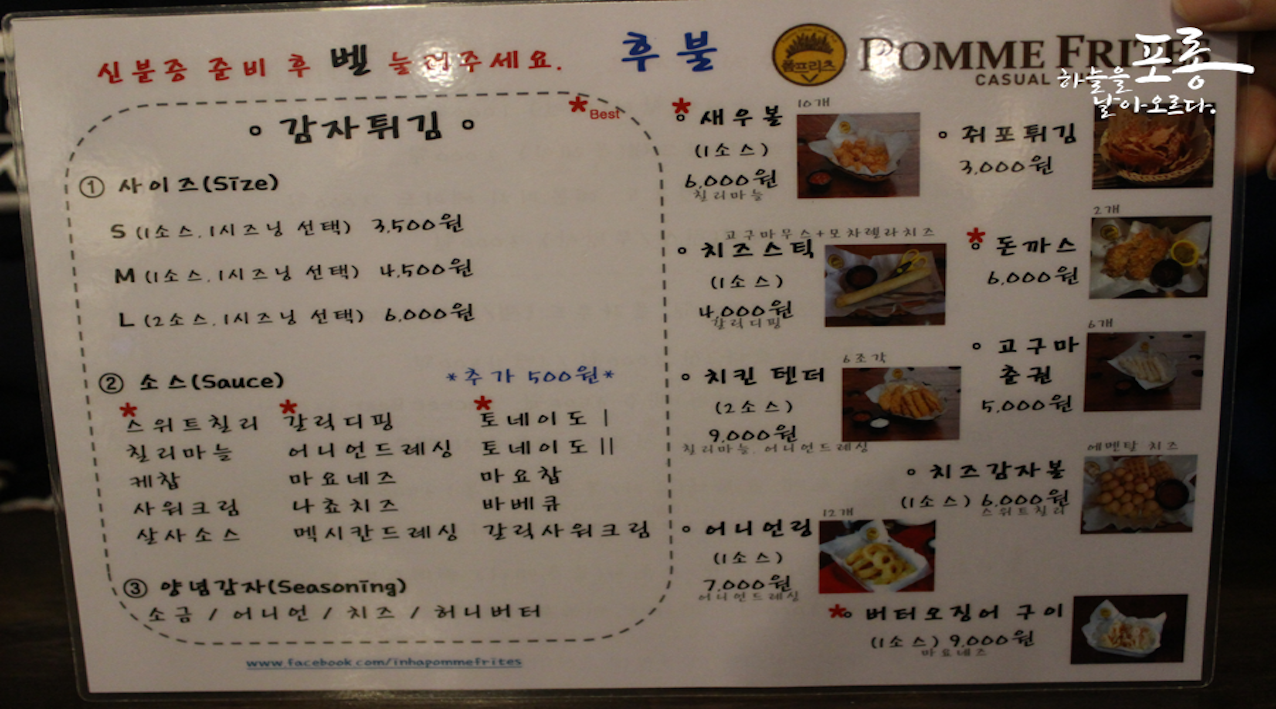 신분증 준비 후 벨 눌러주세요. 후불
폼프리츠
POMME FRITE
CASUAL
하늘을 포룡
날아오르다.
감자튀김
*Best
① 사이즈(Size)
S (1소스, 1시즈닝 선택) 3,500원
M (1소스, 1시즈닝 선택) 4,500원
L (2소스, 1시즈닝 선택) 6,000원
② 소스(Sauce) *추가 500원*
*스위트칠리 *갈릭디핑 *토네이도 |
칠리마늘 어니언드레싱 토네이도 ||
케찹 마요네즈 마요찹
사워크림 나쵸치즈 바베큐
살사소스 멕시칸드레싱 갈릭사워크림
③ 양념감자(Seasoning)
소금 / 어니언 / 치즈 / 허니버터
www.facebook.com/inhapommefrites
*새우볼
10개
(1소스)
6,000원
칠리마늘
고구마무스+모차렐라치즈
치즈스틱
(1소스)
4,000원
갈릭디핑
6조각
치킨 텐더
(2소스)
9,000원
칠리마늘, 어니언드레싱
12개
어니언링
(1소스)
7,000원
어니언드레싱
쥐포튀김
3,000원
2개
*돈까스
6,000원
6개
고구마
춘권
5,000원
에멘탈 치즈
치즈감자볼
(1소스) 6,000원
스위트칠리
*버터오징어 구이
(1소스) 9,000원
마요네즈